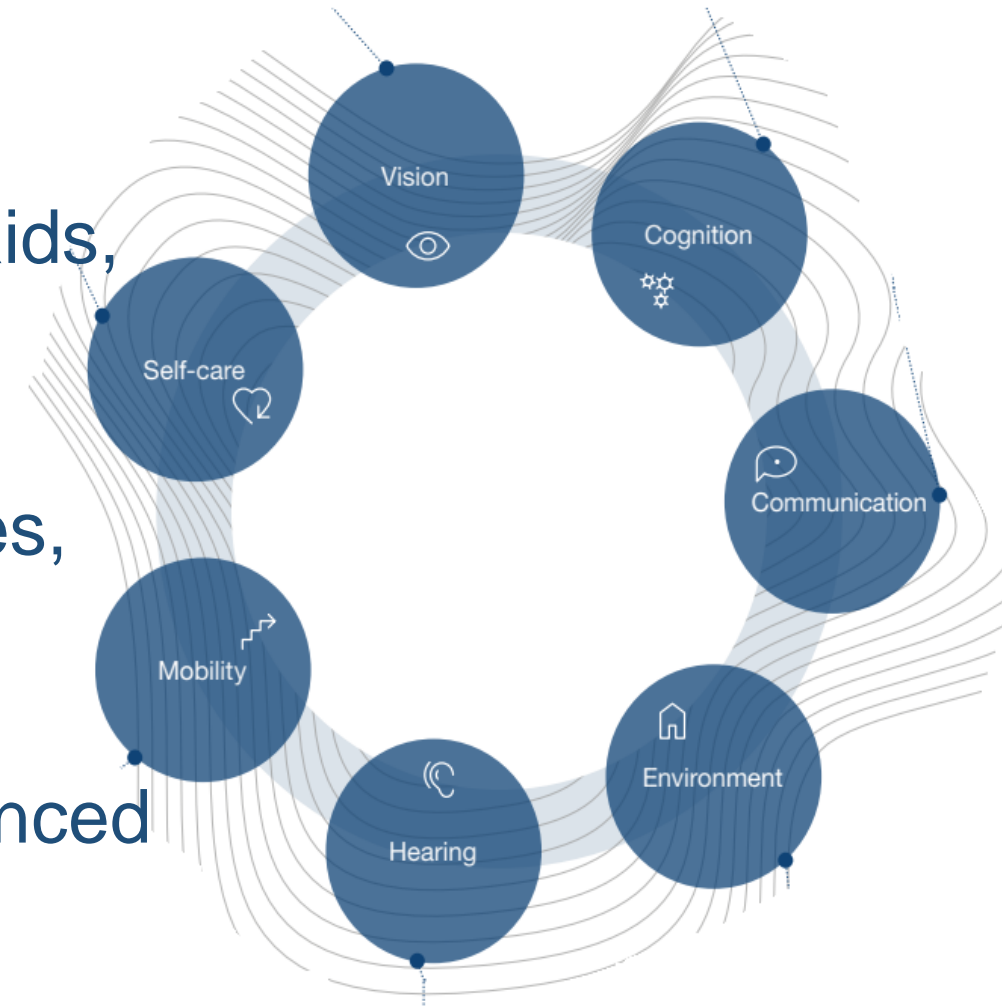 Vision
Cognition
ids,
Self-care
Communication
es,
Mobility
Environment
nced
Hearing